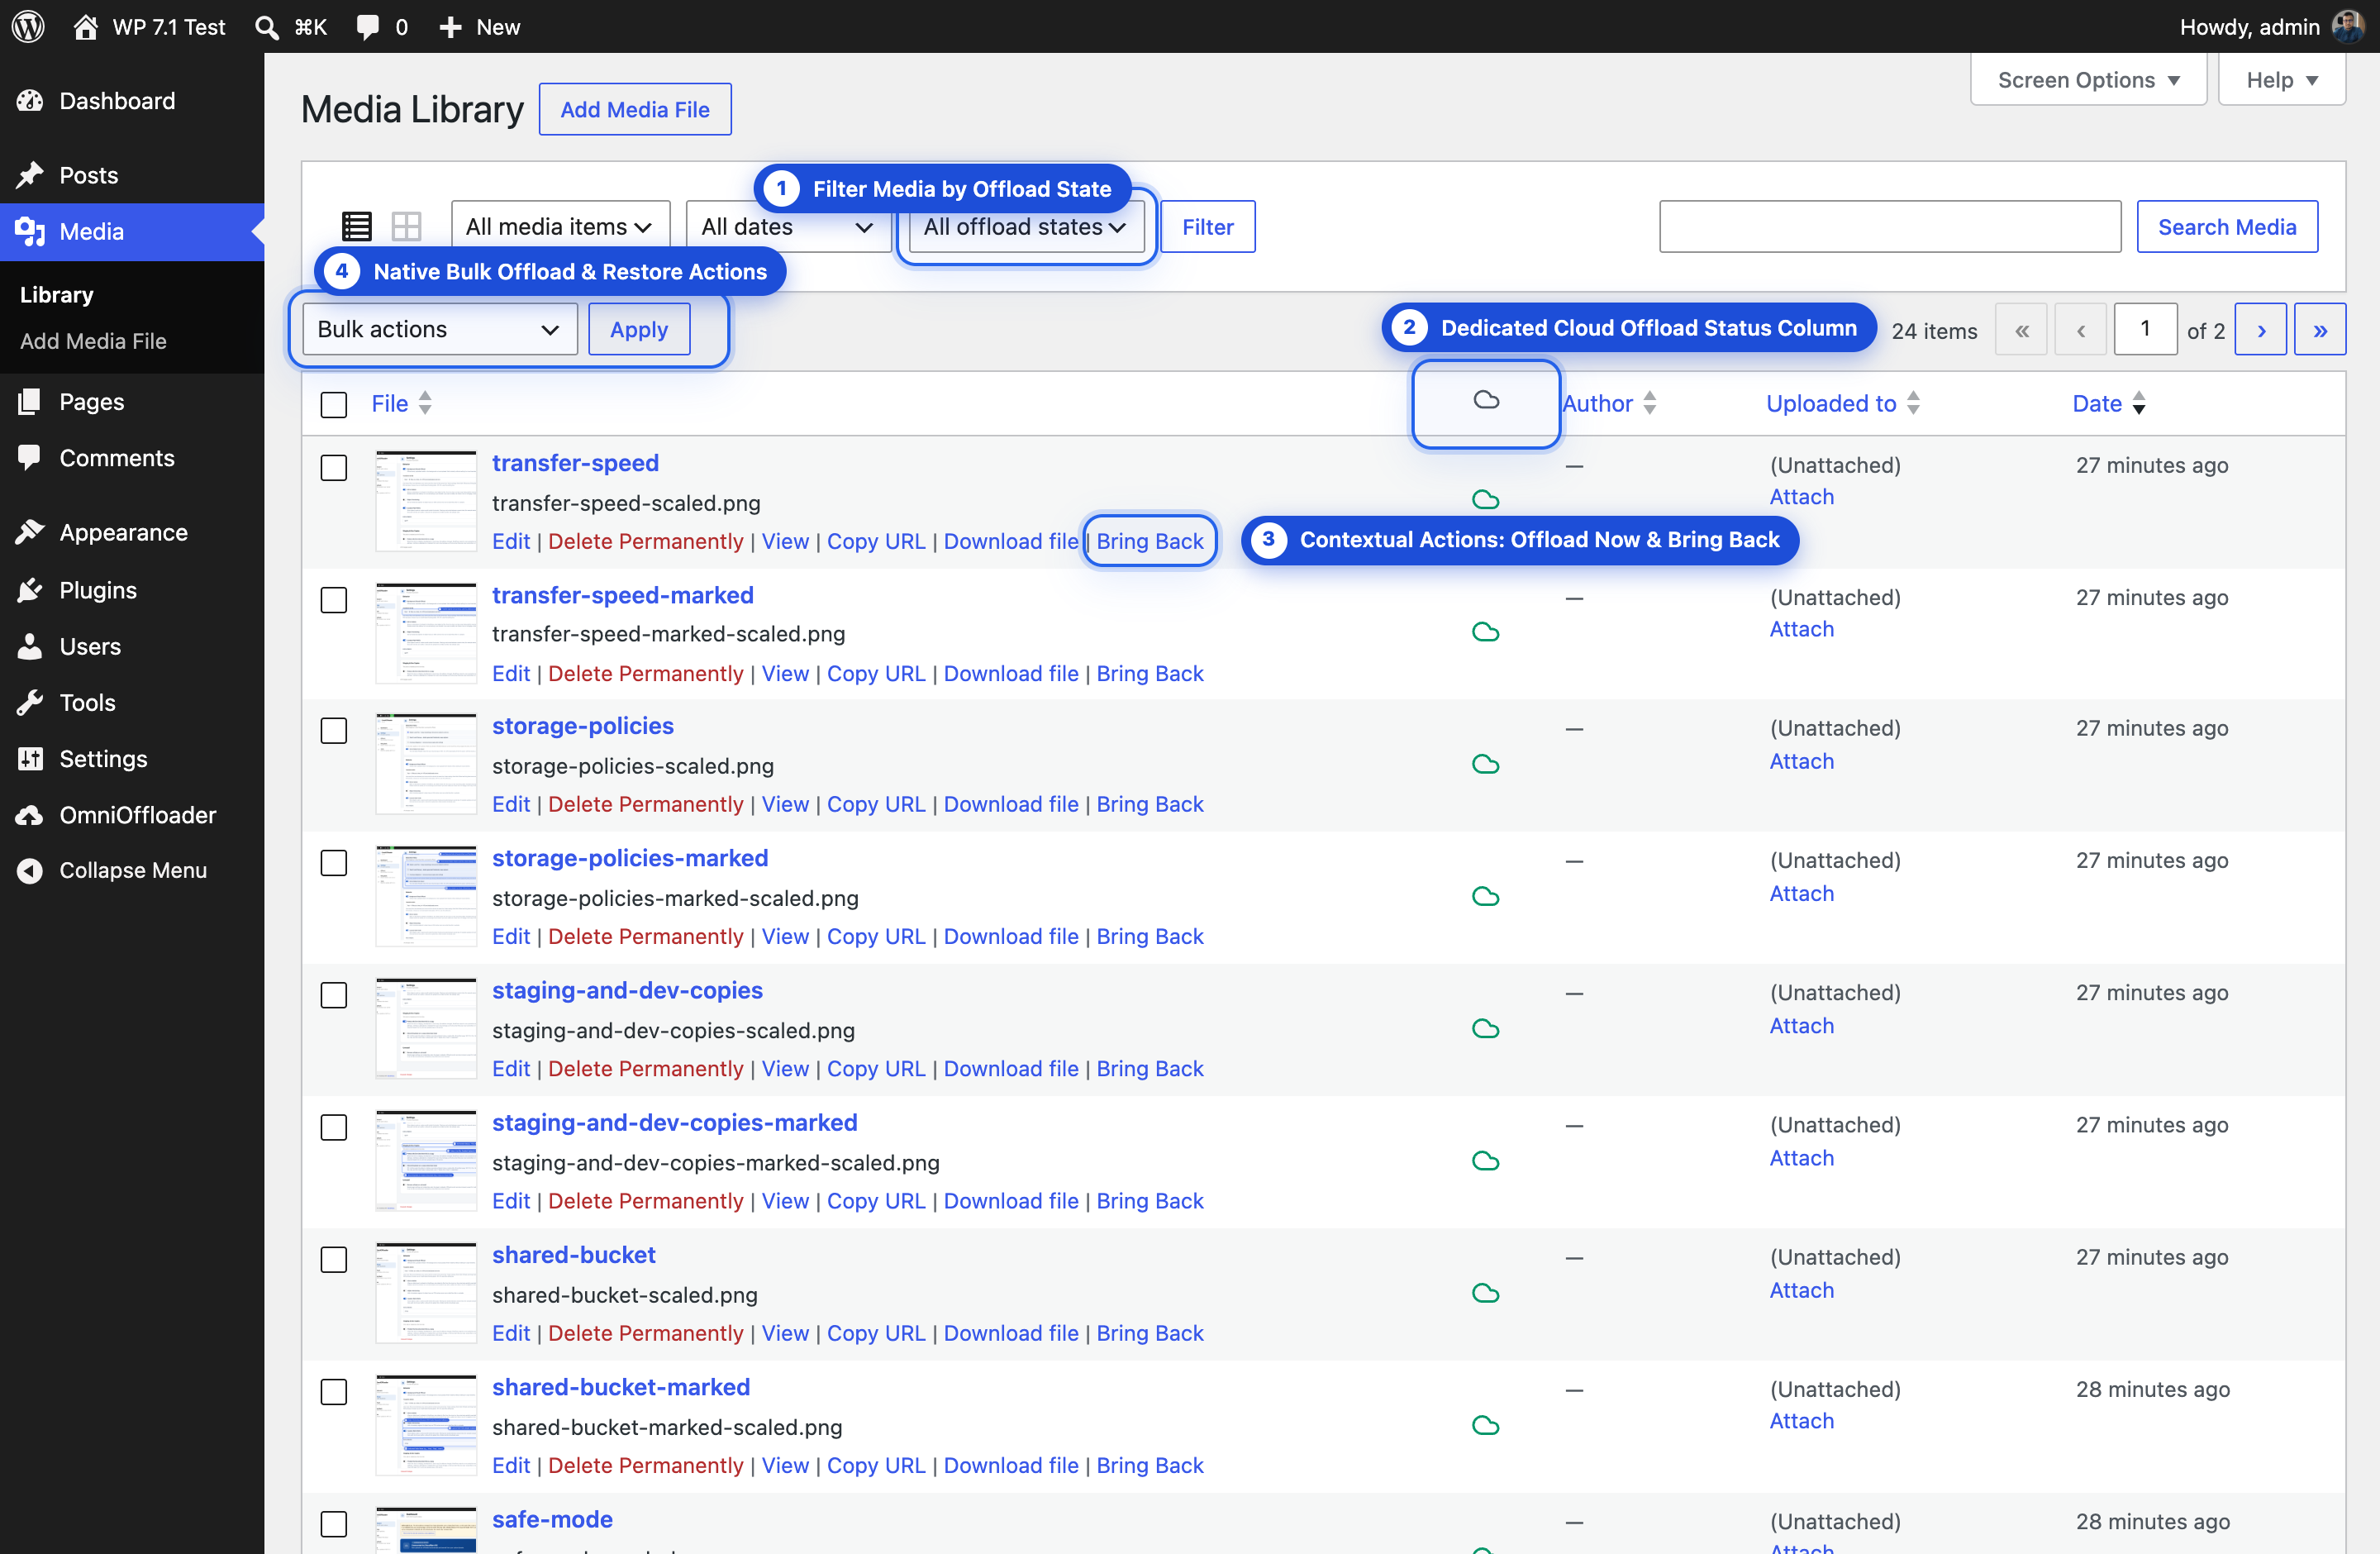 WP 7.1 Test ⌘K 0 New Howdy, admin
Dashboard
Posts
Media
Library
Add Media File
Pages
Comments
Appearance
Plugins
Users
Tools
Settings
OmniOffloader
Collapse Menu
Screen Options Help
Media Library Add Media File
1 Filter Media by Offload State
All media items All dates All offload states Filter Search Media
4 Native Bulk Offload & Restore Actions
Bulk actions Apply
2 Dedicated Cloud Offload Status Column
24 items « ‹ 1 of 2 › »
File Author Uploaded to Date
transfer-speed — (Unattached) 27 minutes ago
transfer-speed-scaled.png Attach
Edit | Delete Permanently | View | Copy URL | Download file | Bring Back
3 Contextual Actions: Offload Now & Bring Back
transfer-speed-marked — (Unattached) 27 minutes ago
transfer-speed-marked-scaled.png Attach
Edit | Delete Permanently | View | Copy URL | Download file | Bring Back
storage-policies — (Unattached) 27 minutes ago
storage-policies-scaled.png Attach
Edit | Delete Permanently | View | Copy URL | Download file | Bring Back
storage-policies-marked — (Unattached) 27 minutes ago
storage-policies-marked-scaled.png Attach
Edit | Delete Permanently | View | Copy URL | Download file | Bring Back
staging-and-dev-copies — (Unattached) 27 minutes ago
staging-and-dev-copies-scaled.png Attach
Edit | Delete Permanently | View | Copy URL | Download file | Bring Back
staging-and-dev-copies-marked — (Unattached) 27 minutes ago
staging-and-dev-copies-marked-scaled.png Attach
Edit | Delete Permanently | View | Copy URL | Download file | Bring Back
shared-bucket — (Unattached) 27 minutes ago
shared-bucket-scaled.png Attach
Edit | Delete Permanently | View | Copy URL | Download file | Bring Back
shared-bucket-marked — (Unattached) 28 minutes ago
shared-bucket-marked-scaled.png Attach
Edit | Delete Permanently | View | Copy URL | Download file | Bring Back
safe-mode — (Unattached) 28 minutes ago
Attach